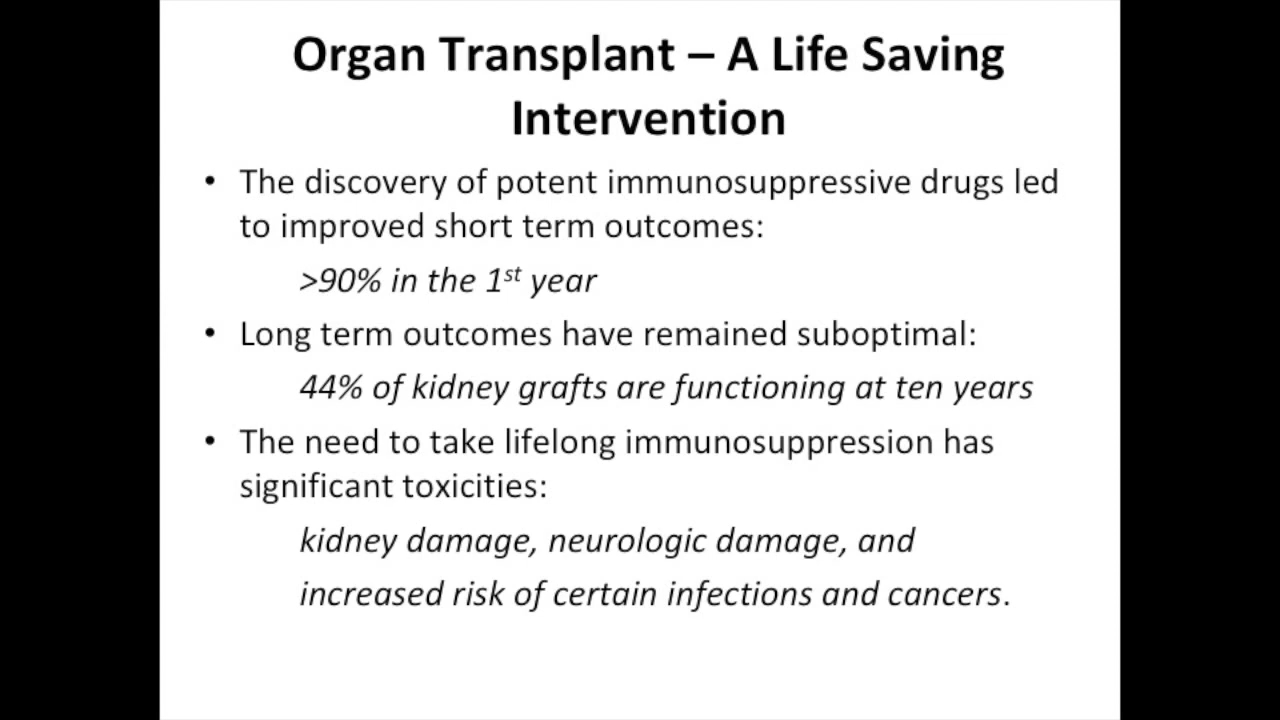 Organ Transplant – A Life Saving
Intervention
• The discovery of potent immunosuppressive drugs led
to improved short term outcomes:
>90% in the 1st year
• Long term outcomes have remained suboptimal:
44% of kidney grafts are functioning at ten years
• The need to take lifelong immunosuppression has
significant toxicities:
kidney damage, neurologic damage, and
increased risk of certain infections and cancers.